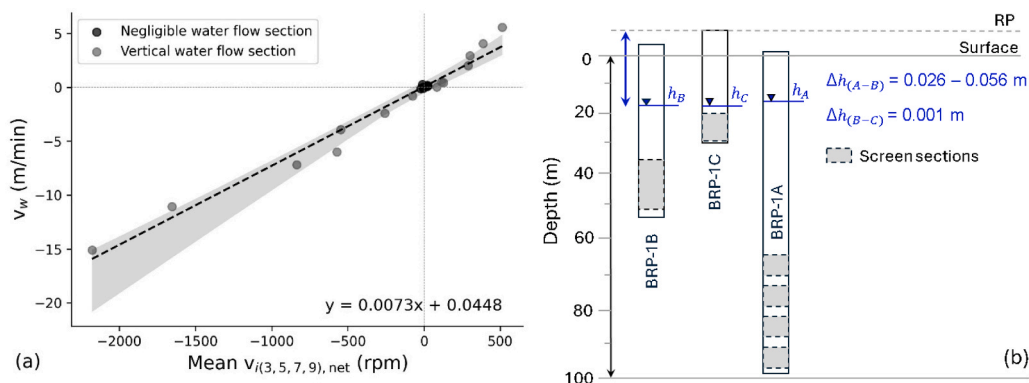 Negligible water flow section
Vertical water flow section
v_w (m/min)
5
0
−5
−10
−15
−20
y = 0.0073x + 0.0448
−2000 −1500 −1000 −500 0 500
Mean v_i(3, 5, 7, 9), net (rpm)
(a)
RP
Surface
Depth (m)
0
20
40
60
80
100
h_B
h_C
h_A
Δh_(A−B) = 0.026 – 0.056 m
Δh_(B−C) = 0.001 m
Screen sections
BRP-1B
BRP-1C
BRP-1A
(b)